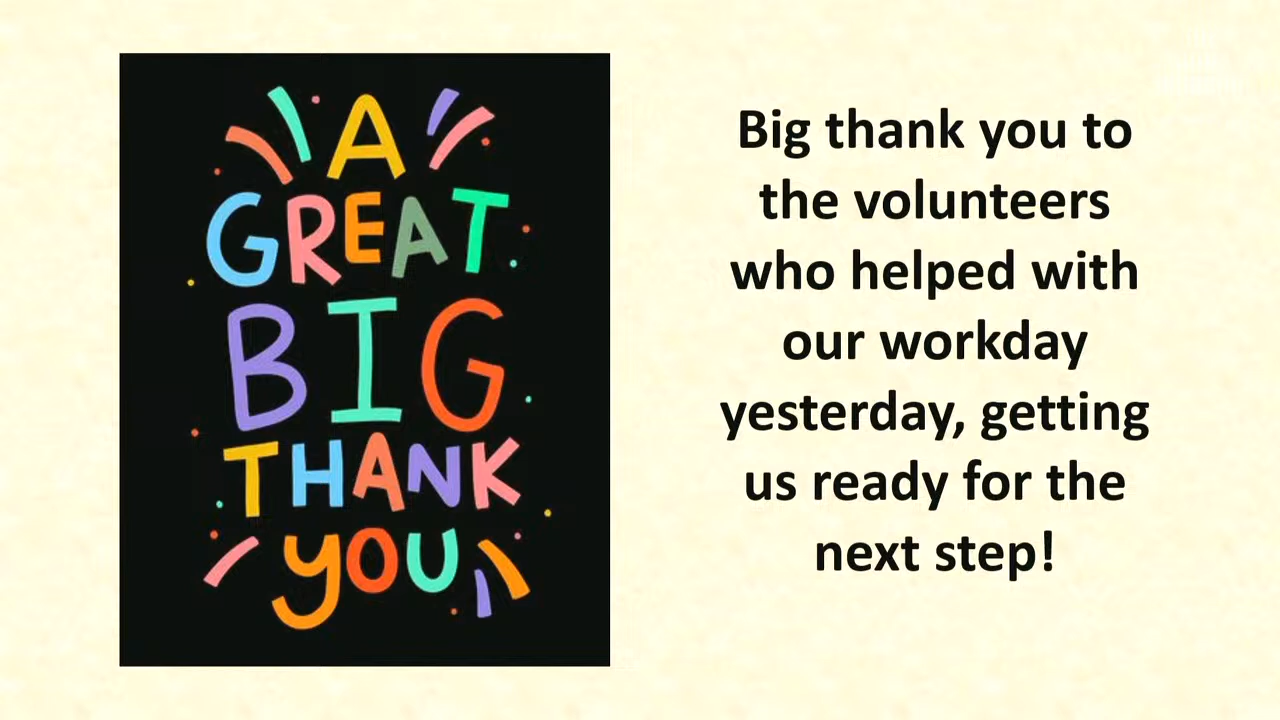 A
GREAT
BIG
THANK
YOU
Big thank you to
the volunteers
who helped with
our workday
yesterday, getting
us ready for the
next step!